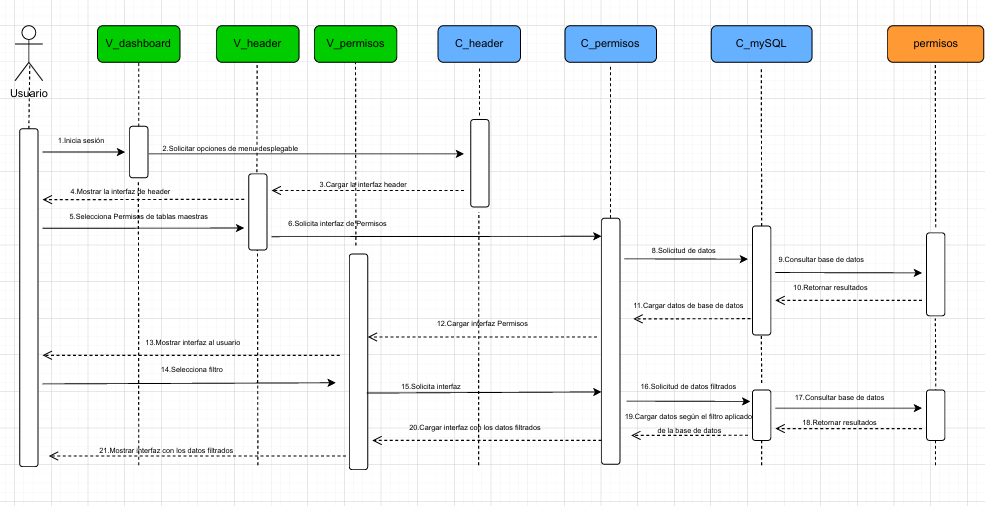 V_dashboard
V_header
V_permisos
C_header
C_permisos
C_mySQL
permisos
Usuario
1.Inicia sesión
2.Solicitar opciones de menu desplegable
3.Cargar la interfaz header
4.Mostrar la interfaz de header
5.Selecciona Permisos de tablas maestras
6.Solicita interfaz de Permisos
8.Solicitud de datos
9.Consultar base de datos
10.Retornar resultados
11.Cargar datos de base de datos
12.Cargar interfaz Permisos
13.Mostrar interfaz al usuario
14.Selecciona filtro
15.Solicita interfaz
16.Solicitud de datos filtrados
17.Consultar base de datos
18.Retornar resultados
19.Cargar datos según el filtro aplicado
de la base de datos
20.Cargar interfaz con los datos filtrados
21.Mostrar interfaz con los datos filtrados